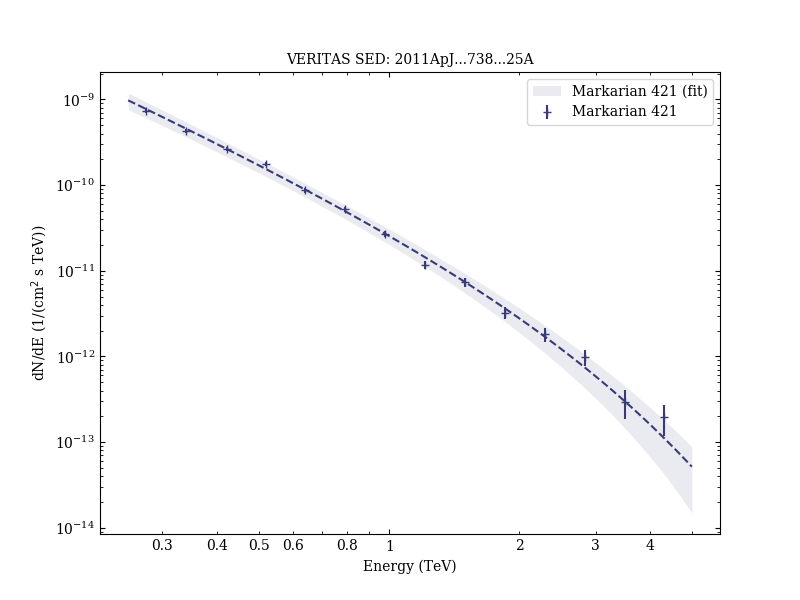 VERITAS SED: 2011ApJ...738...25A
Markarian 421 (fit)
Markarian 421
10⁻⁹
10⁻¹⁰
10⁻¹¹
10⁻¹²
10⁻¹³
10⁻¹⁴
dN/dE (1/(cm² s TeV))
0.3 0.4 0.5 0.6 0.8 1 2 3 4
Energy (TeV)